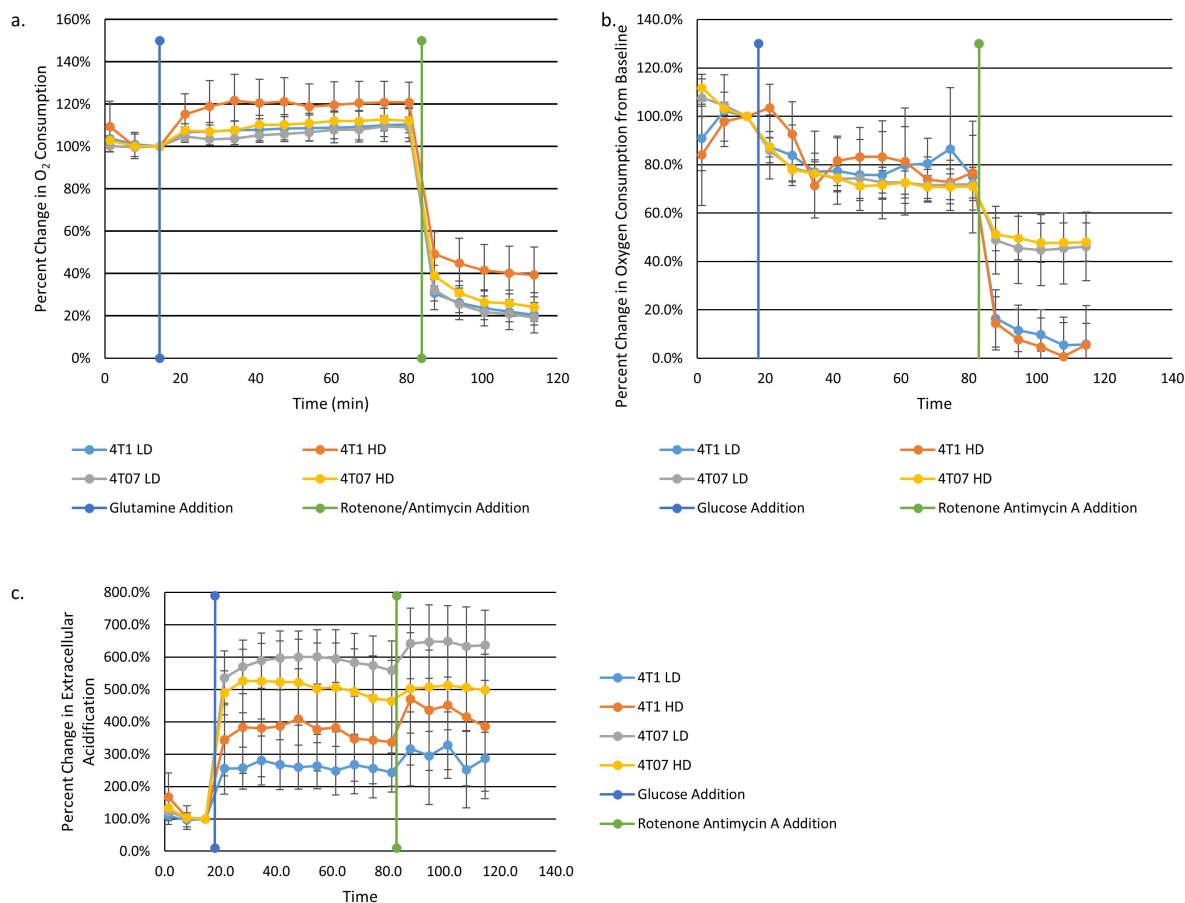 a.
160%
140%
120%
100%
80%
60%
40%
20%
0%
Percent Change in O₂ Consumption
0 20 40 60 80 100 120
Time (min)
4T1 LD 4T1 HD
4T07 LD 4T07 HD
Glutamine Addition Rotenone/Antimycin Addition
b.
140.0%
120.0%
100.0%
80.0%
60.0%
40.0%
20.0%
0.0%
Percent Change in Oxygen Consumption from Baseline
0 20 40 60 80 100 120 140
Time
4T1 LD 4T1 HD
4T07 LD 4T07 HD
Glucose Addition Rotenone Antimycin A Addition
c.
800.0%
700.0%
600.0%
500.0%
400.0%
300.0%
200.0%
100.0%
0.0%
Percent Change in Extracellular
Acidification
0.0 20.0 40.0 60.0 80.0 100.0 120.0 140.0
Time
4T1 LD
4T1 HD
4T07 LD
4T07 HD
Glucose Addition
Rotenone Antimycin A Addition